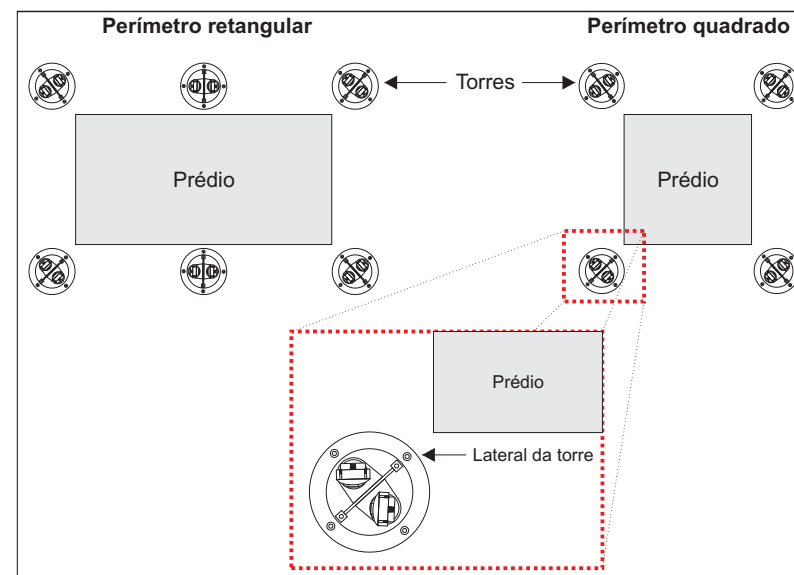 Perímetro retangular
Perímetro quadrado
Torres
Prédio
Prédio
Prédio
Lateral da torre